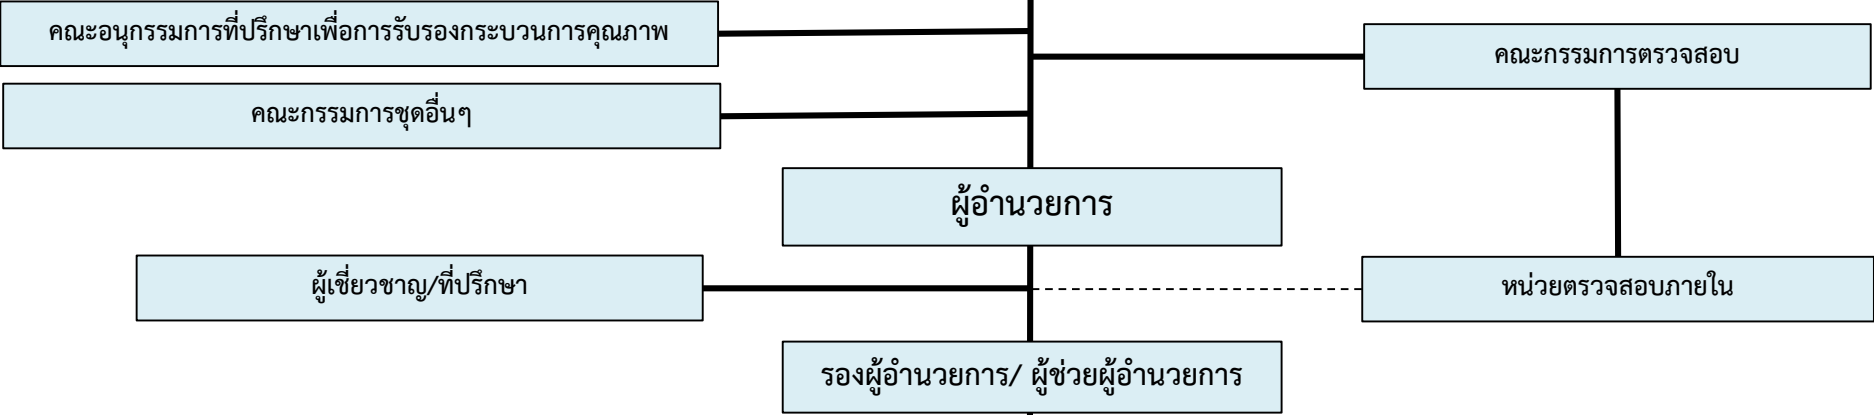 คณะอนุกรรมการที่ปรึกษาเพื่อการรับรองกระบวนการคุณภาพ
คณะกรรมการตรวจสอบ
คณะกรรมการชุดอื่นๆ
ผู้อำนวยการ
ผู้เชี่ยวชาญ/ที่ปรึกษา
หน่วยตรวจสอบภายใน
รองผู้อำนวยการ/ ผู้ช่วยผู้อำนวยการ